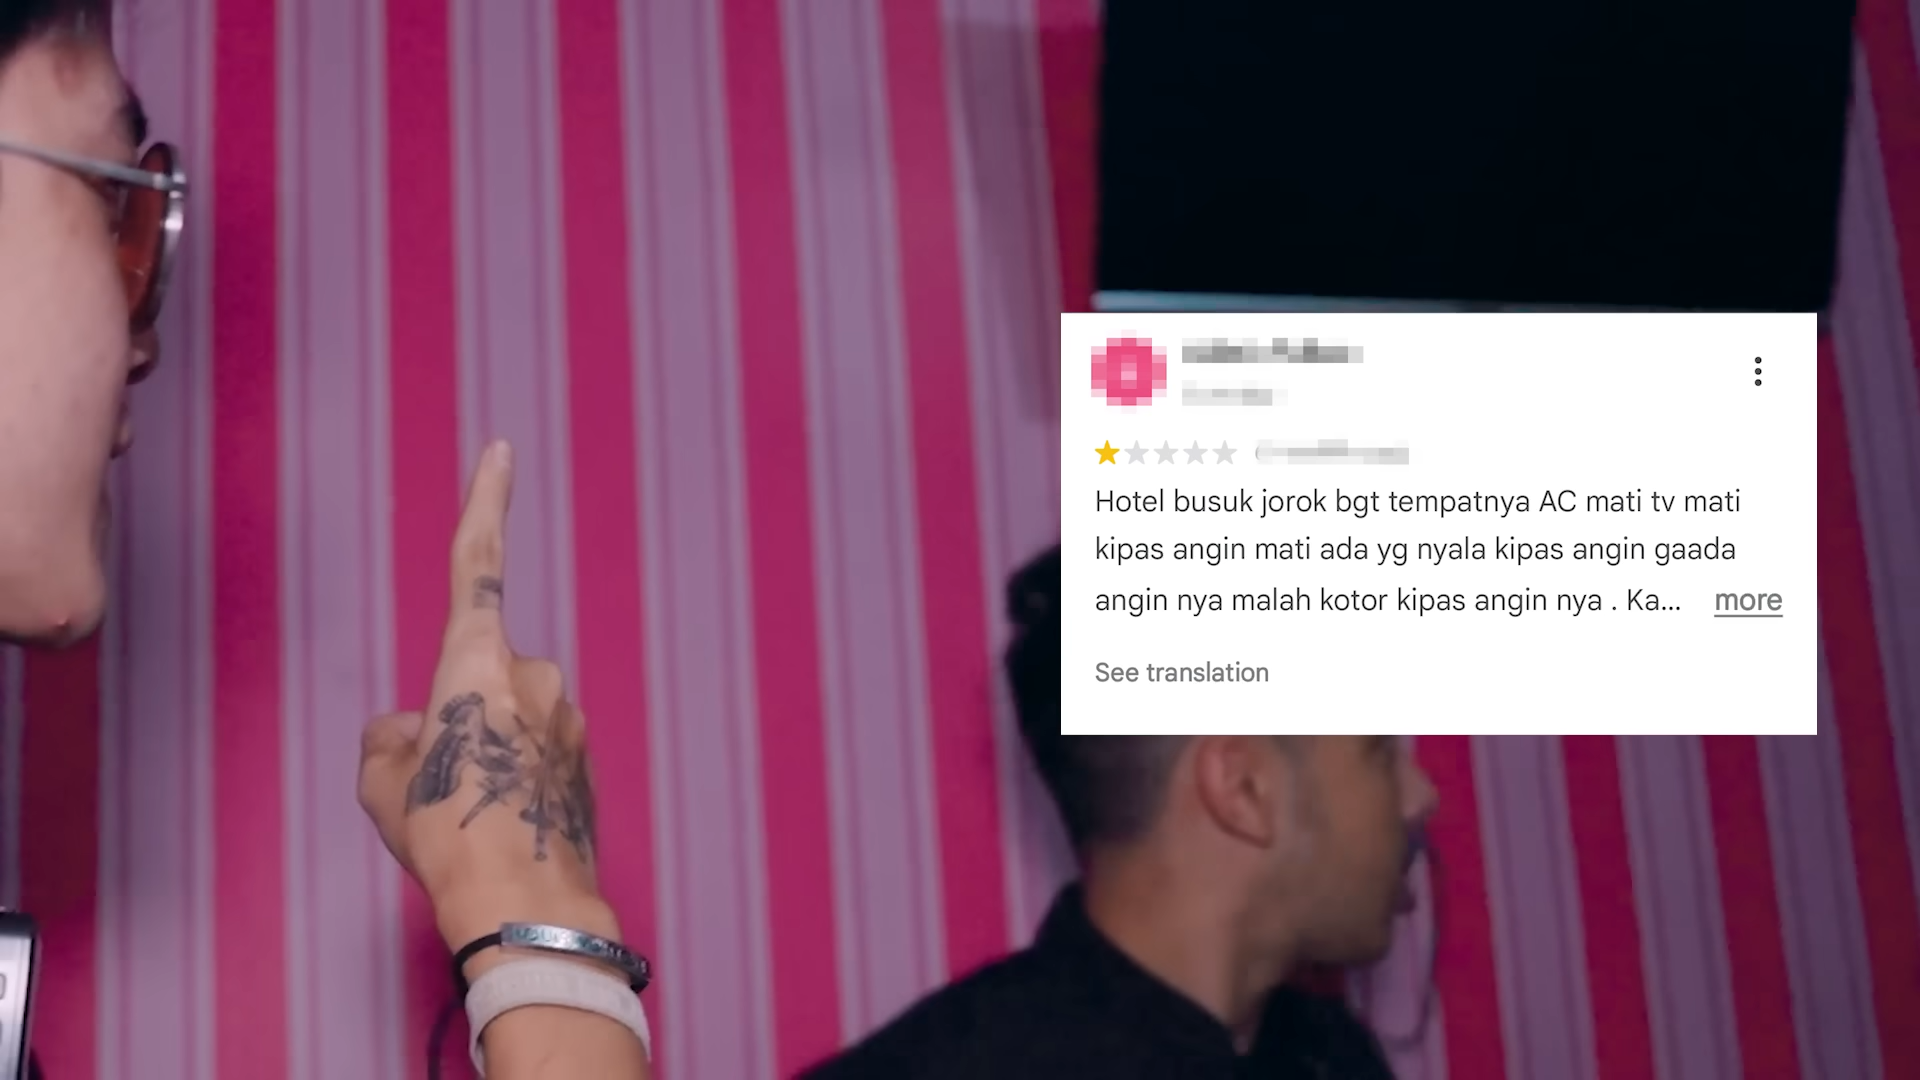 Hotel busuk jorok bgt tempatnya AC mati tv mati
kipas angin mati ada yg nyala kipas angin gaada
angin nya malah kotor kipas angin nya . Ka... more
See translation